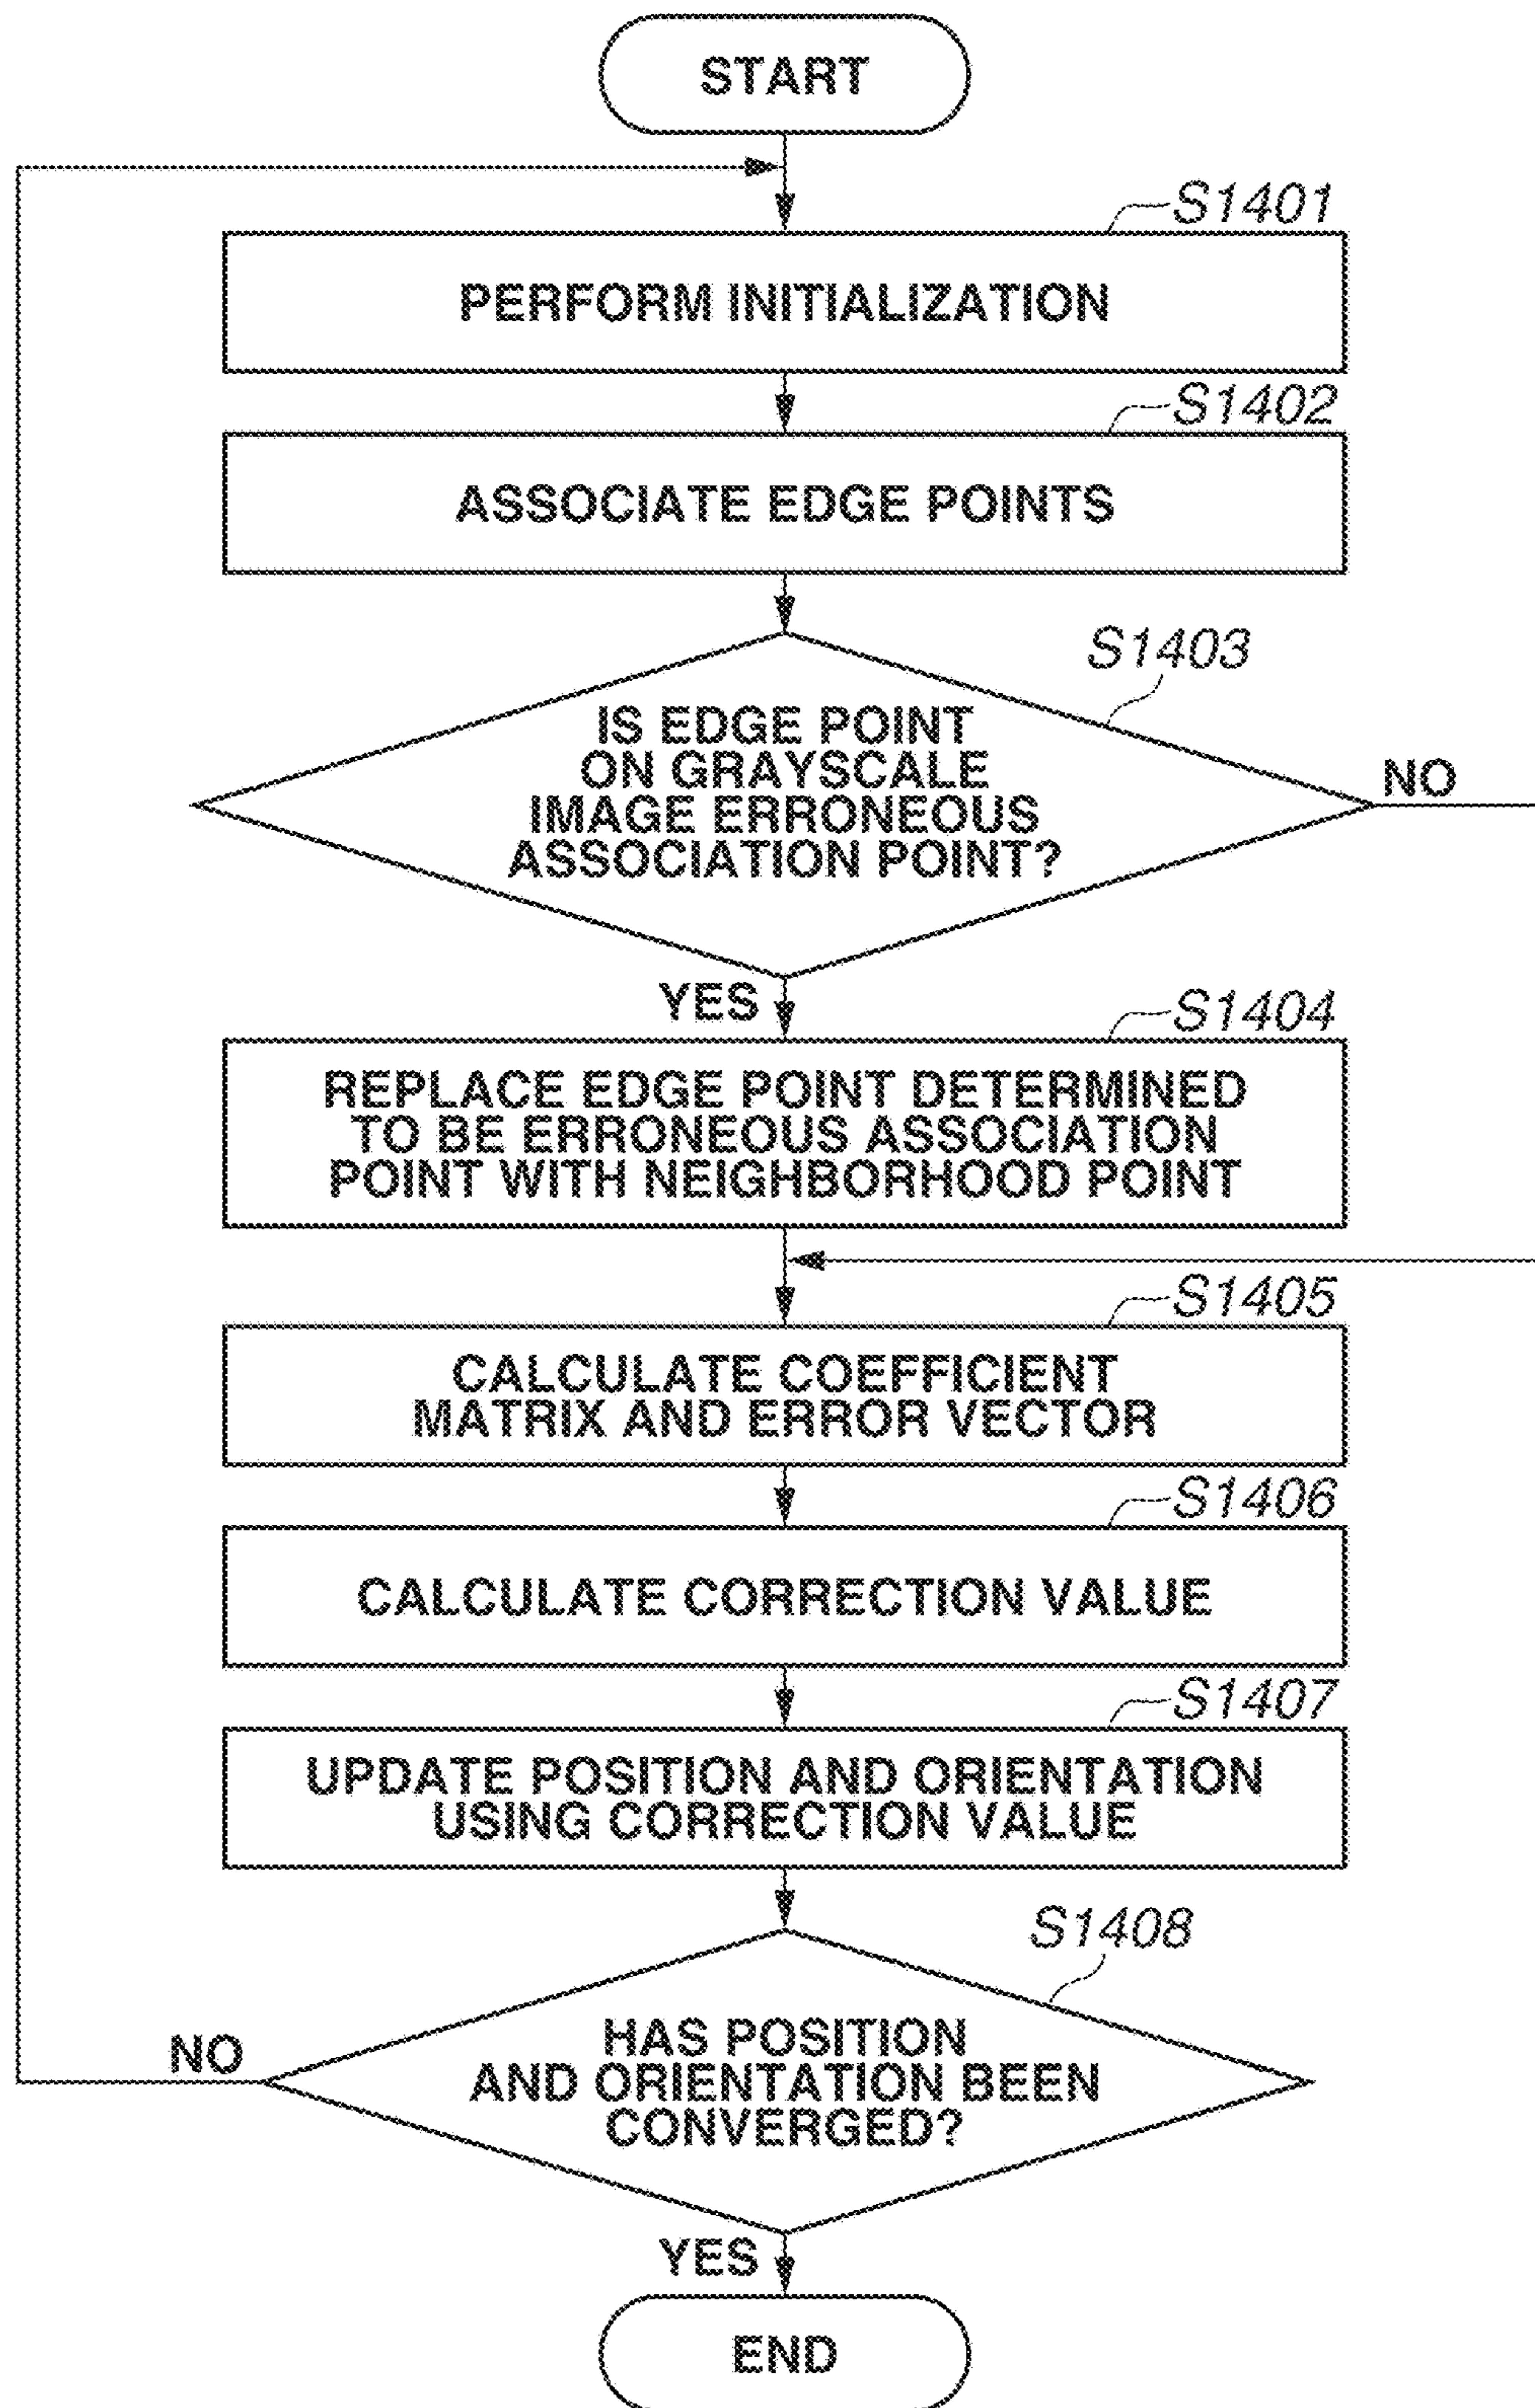 START
S1401
PERFORM INITIALIZATION
S1402
ASSOCIATE EDGE POINTS
S1403
IS EDGE POINT
ON GRAYSCALE
IMAGE ERRONEOUS
ASSOCIATION POINT?
NO
YES
S1404
REPLACE EDGE POINT DETERMINED
TO BE ERRONEOUS ASSOCIATION
POINT WITH NEIGHBORHOOD POINT
S1405
CALCULATE COEFFICIENT
MATRIX AND ERROR VECTOR
S1406
CALCULATE CORRECTION VALUE
S1407
UPDATE POSITION AND ORIENTATION
USING CORRECTION VALUE
S1408
HAS POSITION
AND ORIENTATION BEEN
CONVERGED?
NO
YES
END